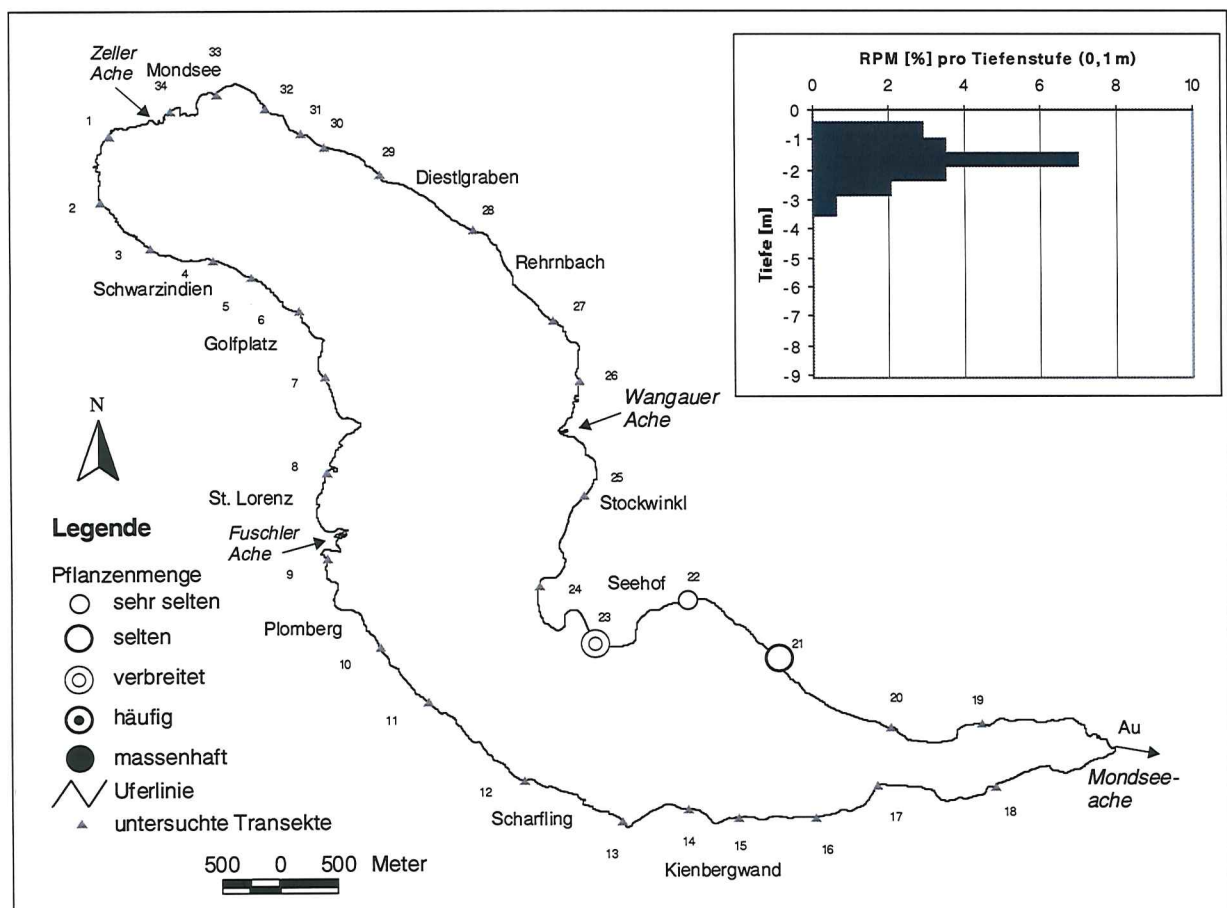 Zeller
Ache
Mondsee
33
34
32
31
30
1
29
Diestlgraben
28
2
Rehrnbach
3
4
Schwarzindien
5
6
27
Golfplatz
7
26
Wangauer
Ache
N
8
25
St. Lorenz
Stockwinkl
Fuschler
Ache
9
24
Seehof
22
23
Plomberg
21
10
11
20
19
Au
Mondsee-
ache
12
Scharfling
13
14
15
16
17
18
Kienbergwand
Legende
Pflanzenmenge
sehr selten
selten
verbreitet
häufig
massenhaft
Uferlinie
untersuchte Transekte
500 0 500 Meter
RPM [%] pro Tiefenstufe (0,1 m)
0 2 4 6 8 10
Tiefe [m]
0
-1
-2
-3
-4
-5
-6
-7
-8
-9